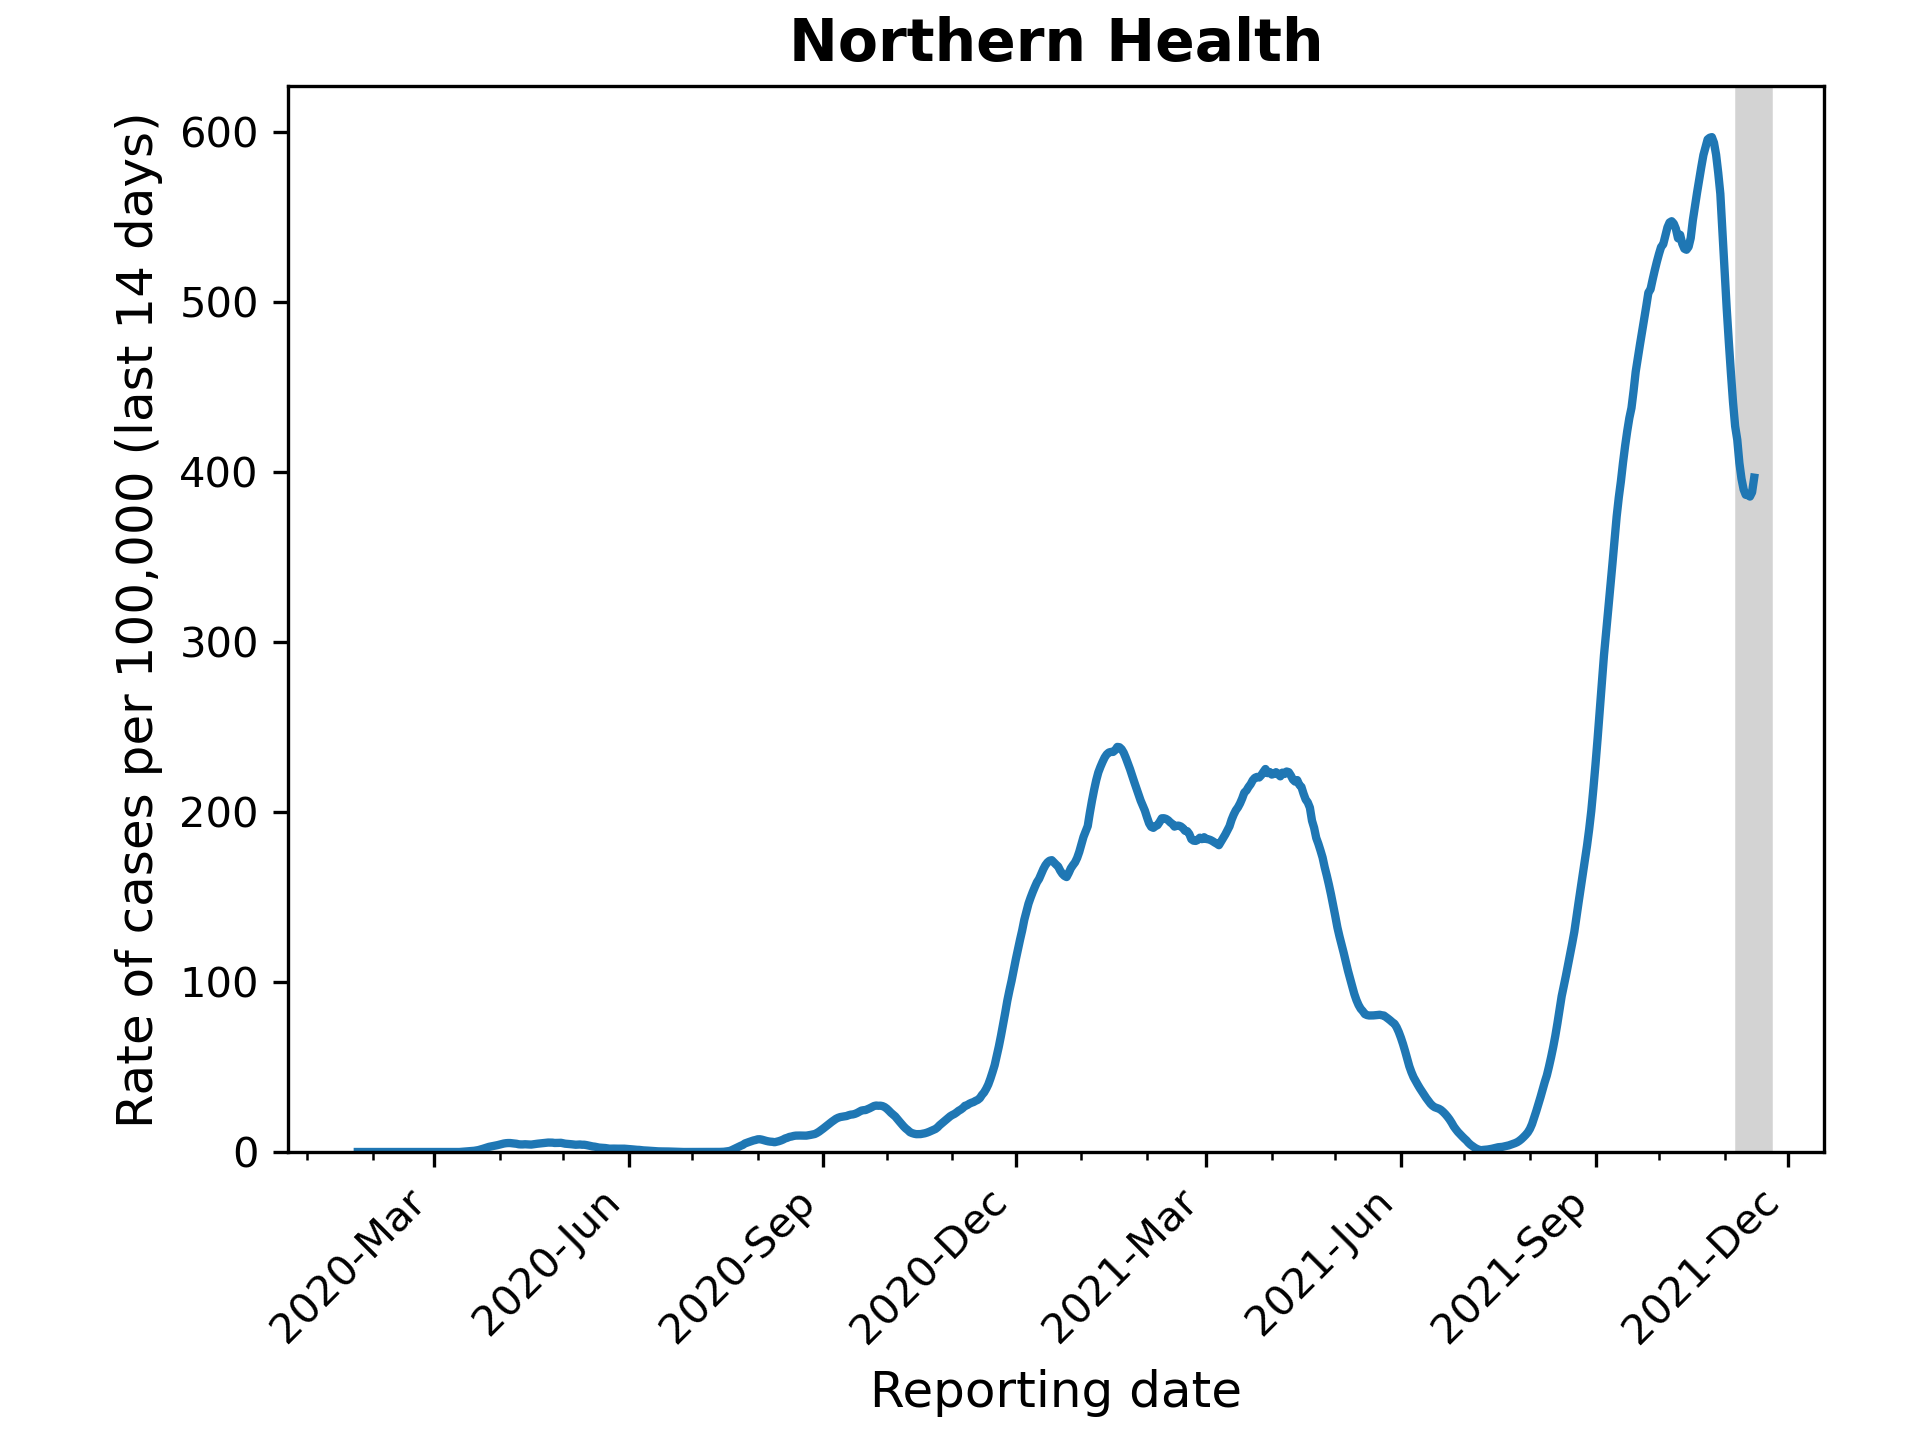 Northern Health
Rate of cases per 100,000 (last 14 days)
600
500
400
300
200
100
0
2020-Mar
2020-Jun
2020-Sep
2020-Dec
2021-Mar
2021-Jun
2021-Sep
2021-Dec
Reporting date